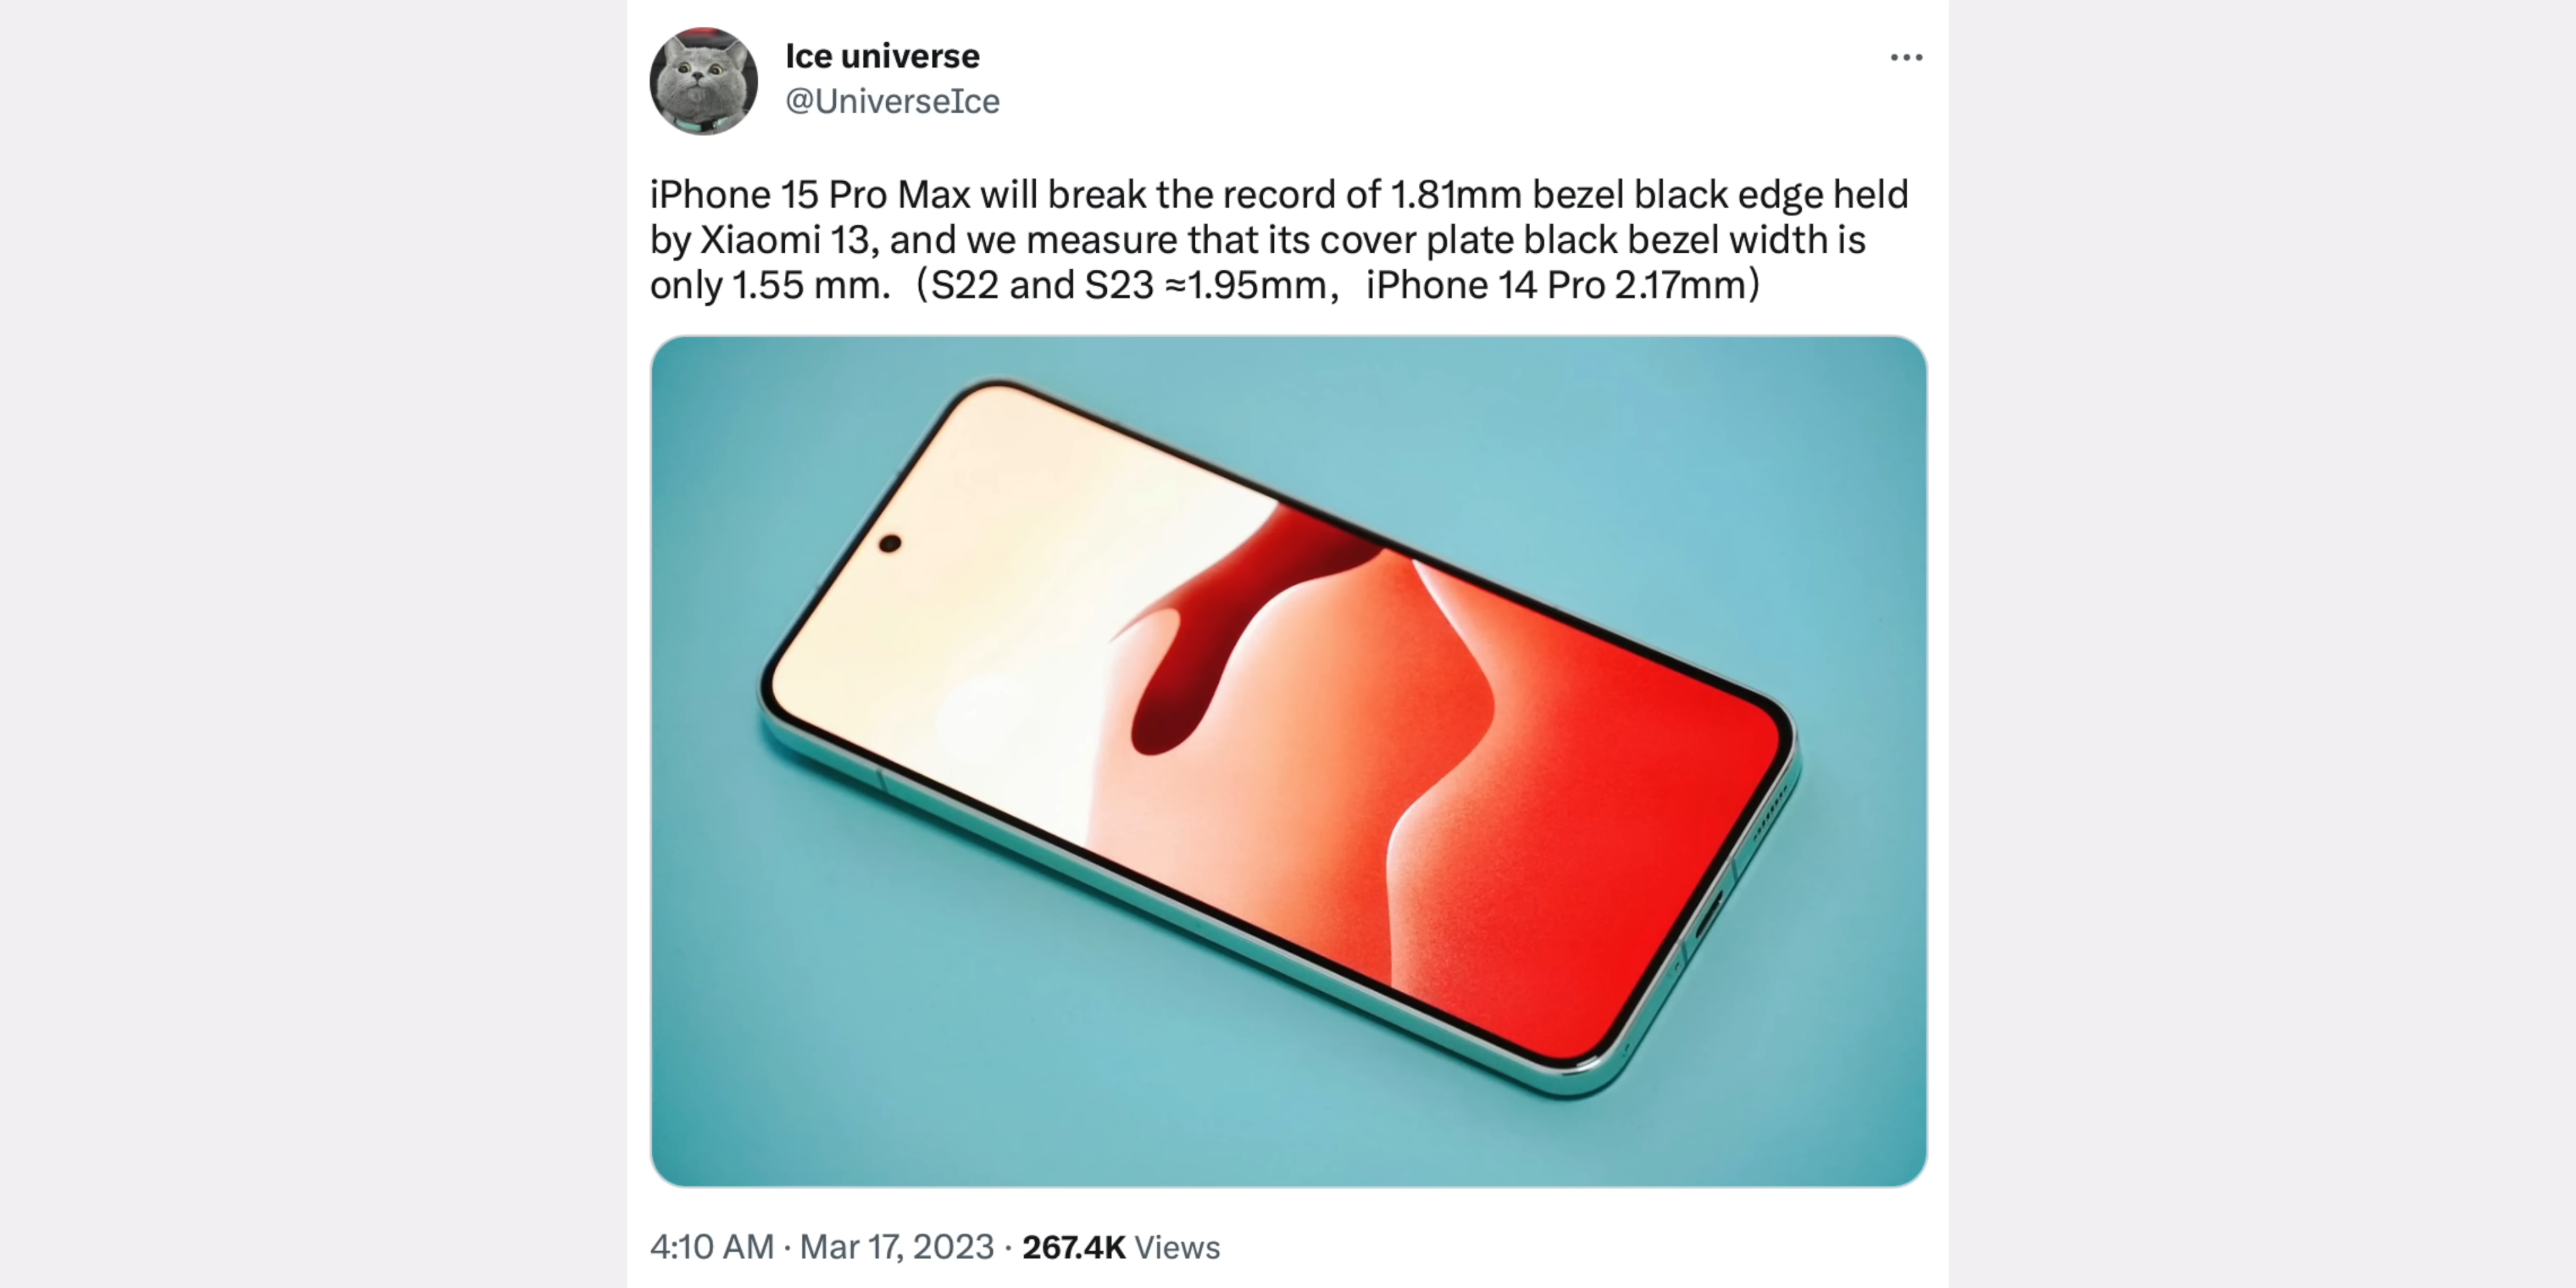 Ice universe
@UniverseIce
iPhone 15 Pro Max will break the record of 1.81mm bezel black edge held
by Xiaomi 13, and we measure that its cover plate black bezel width is
only 1.55 mm.（S22 and S23 ≈1.95mm，iPhone 14 Pro 2.17mm）
4:10 AM · Mar 17, 2023 · 267.4K Views